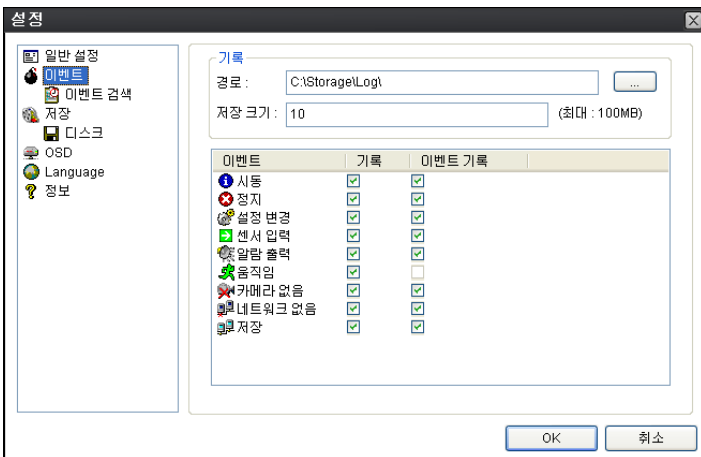 설정
일반 설정
이벤트
이벤트 검색
저장
디스크
OSD
Language
정보
기록
경로 : C:\Storage\Log\ ...
저장 크기 : 10 (최대 : 100MB)
이벤트 기록 이벤트 기록
시동
정지
설정 변경
센서 입력
알람 출력
움직임
카메라 없음
네트워크 없음
저장
OK 취소